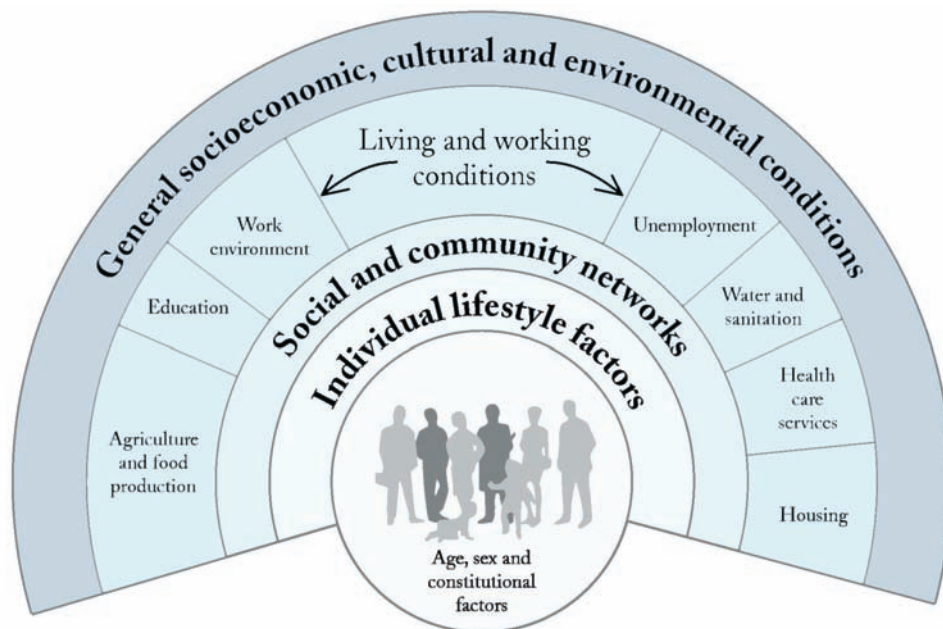 General socioeconomic, cultural and environmental conditions
Living and working
conditions
Work
environment
Unemployment
Education
Water and
sanitation
Agriculture
and food
production
Health
care
services
Housing
Social and community networks
Individual lifestyle factors
Age, sex and
constitutional
factors